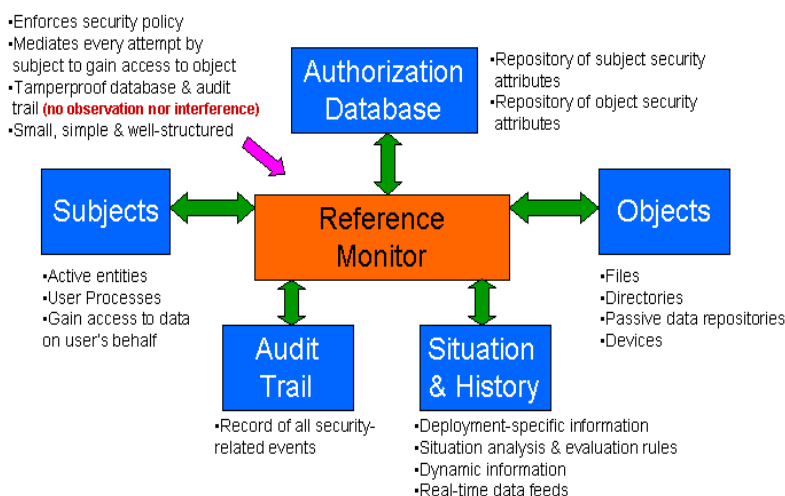 ▪Enforces security policy
▪Mediates every attempt by
subject to gain access to object
▪Tamperproof database & audit
trail (no observation nor interference)
▪Small, simple & well-structured
Authorization
Database
▪Repository of subject security
attributes
▪Repository of object security
attributes
Subjects
Reference
Monitor
Objects
▪Active entities
▪User Processes
▪Gain access to data
on user's behalf
▪Files
▪Directories
▪Passive data repositories
▪Devices
Audit
Trail
Situation
& History
▪Record of all security-
related events
▪Deployment-specific information
▪Situation analysis & evaluation rules
▪Dynamic information
▪Real-time data feeds